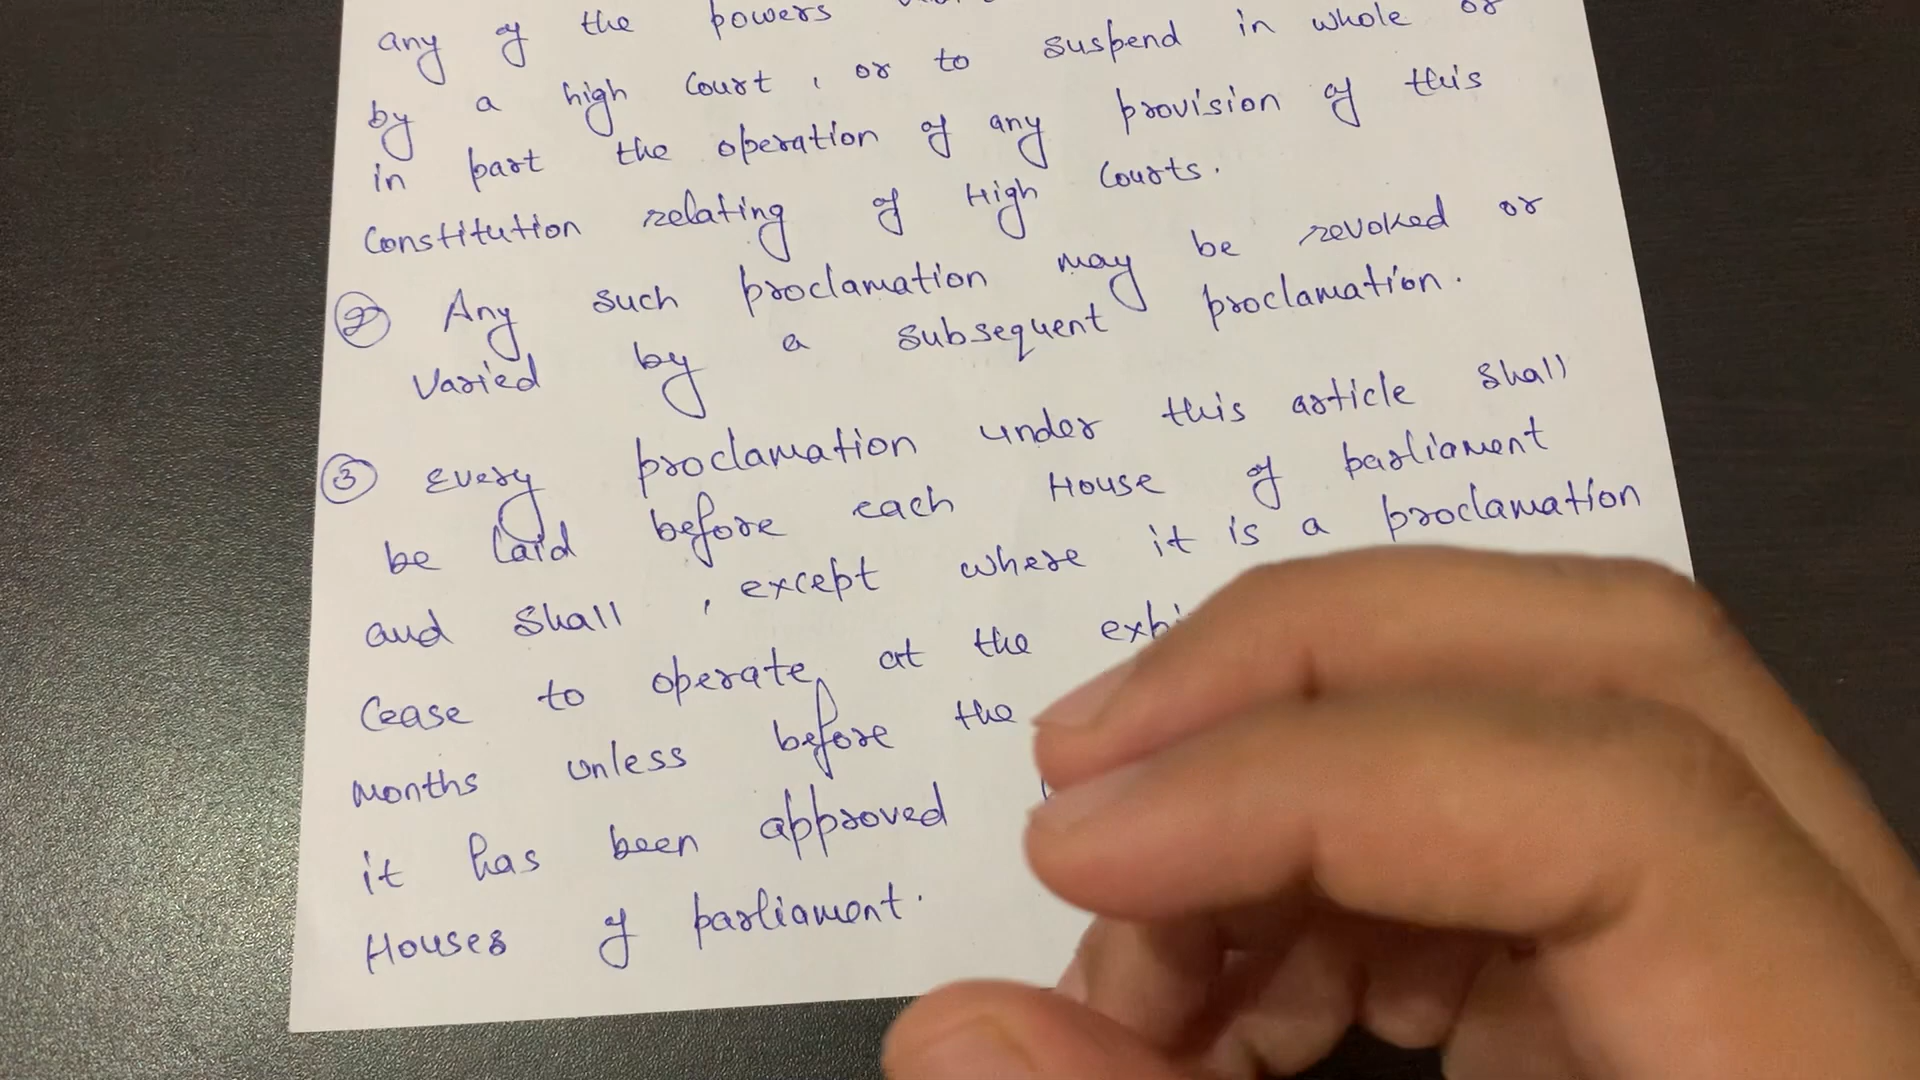 any of the powers
by a high Court, or to suspend in whole or
in part the operation of any provision of this
Constitution relating of High Courts.
② Any such proclamation may be revoked or
varied by a subsequent proclamation.
③ Every proclamation under this article shall
be laid before each House of parliament
and shall, except where it is a proclamation
Cease to operate at the
months unless before the
it has been approved
Houses of parliament.